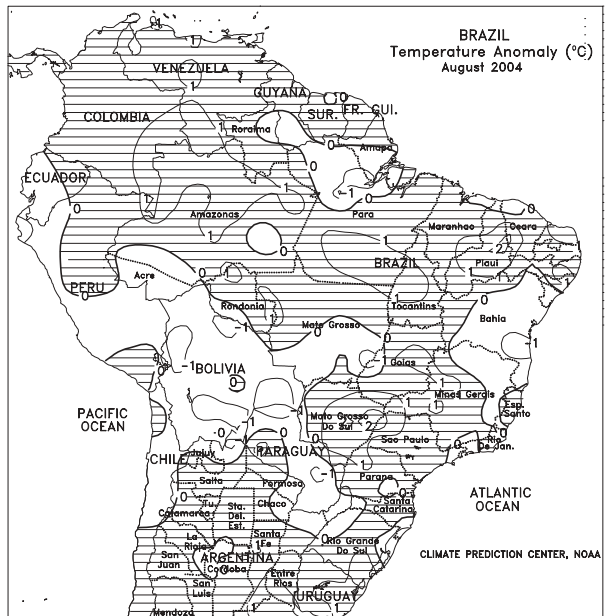 BRAZIL
Temperature Anomaly (°C)
August 2004
VENEZUELA
GUYANA
SUR.
FR. GUI.
COLOMBIA
Roraima
Amapa
ECUADOR
Amazonas
Para
Maranhao
Ceara
BRAZIL
Piaui
PERU
Acre
Rondonia
Tocantins
Mato Grosso
Bahia
Goias
BOLIVIA
Minas Gerais
Esp.
Santo
PACIFIC
OCEAN
Mato Grosso
Do Sul
Sao Paulo
Rio
De Jan.
CHILE
Jujuy
PARAGUAY
Salta
Formosa
Parana
ATLANTIC
OCEAN
Tu.
Catamarca
Sta.
Del.
Est.
Chaco
Santa
Catarina
La
Rioja
Santa
Fe
Rio Grande
Do Sul
CLIMATE PREDICTION CENTER, NOAA
San
Juan
ARGENTINA
Cordoba
Entre
Rios
San
Luis
URUGUAY
Mendoza